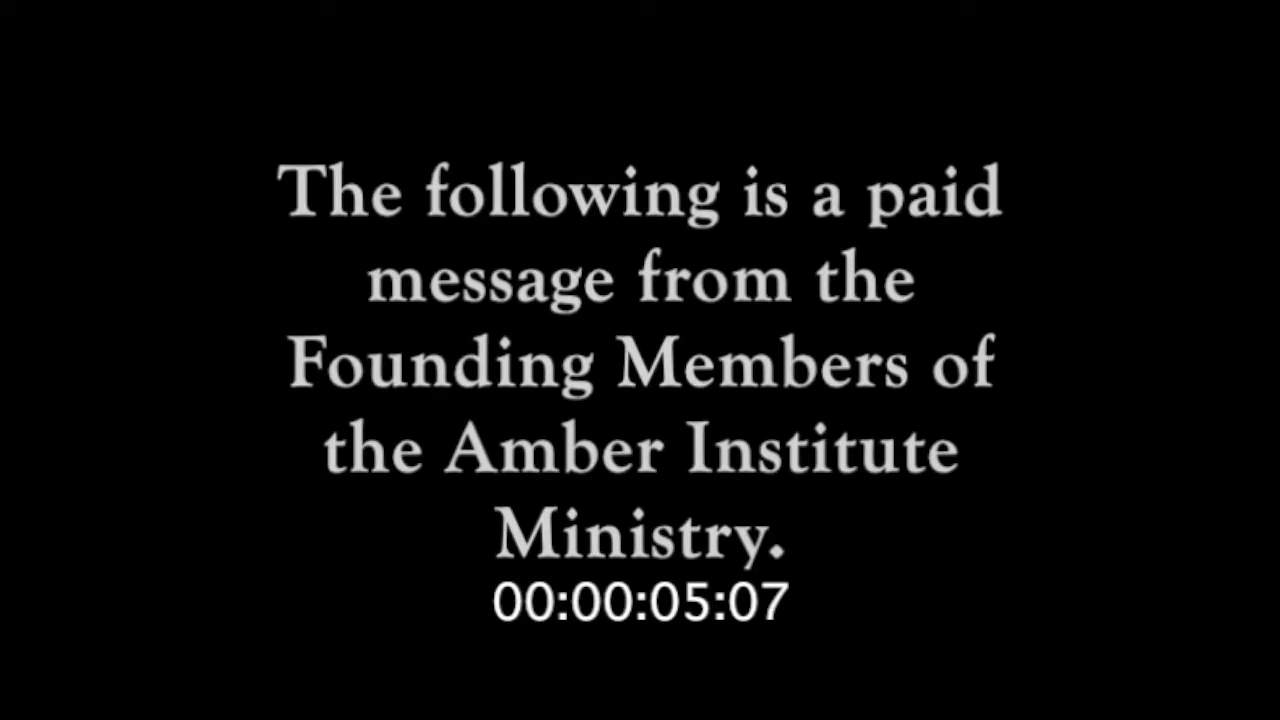 The following is a paid
message from the
Founding Members of
the Amber Institute
Ministry.
00:00:05:07